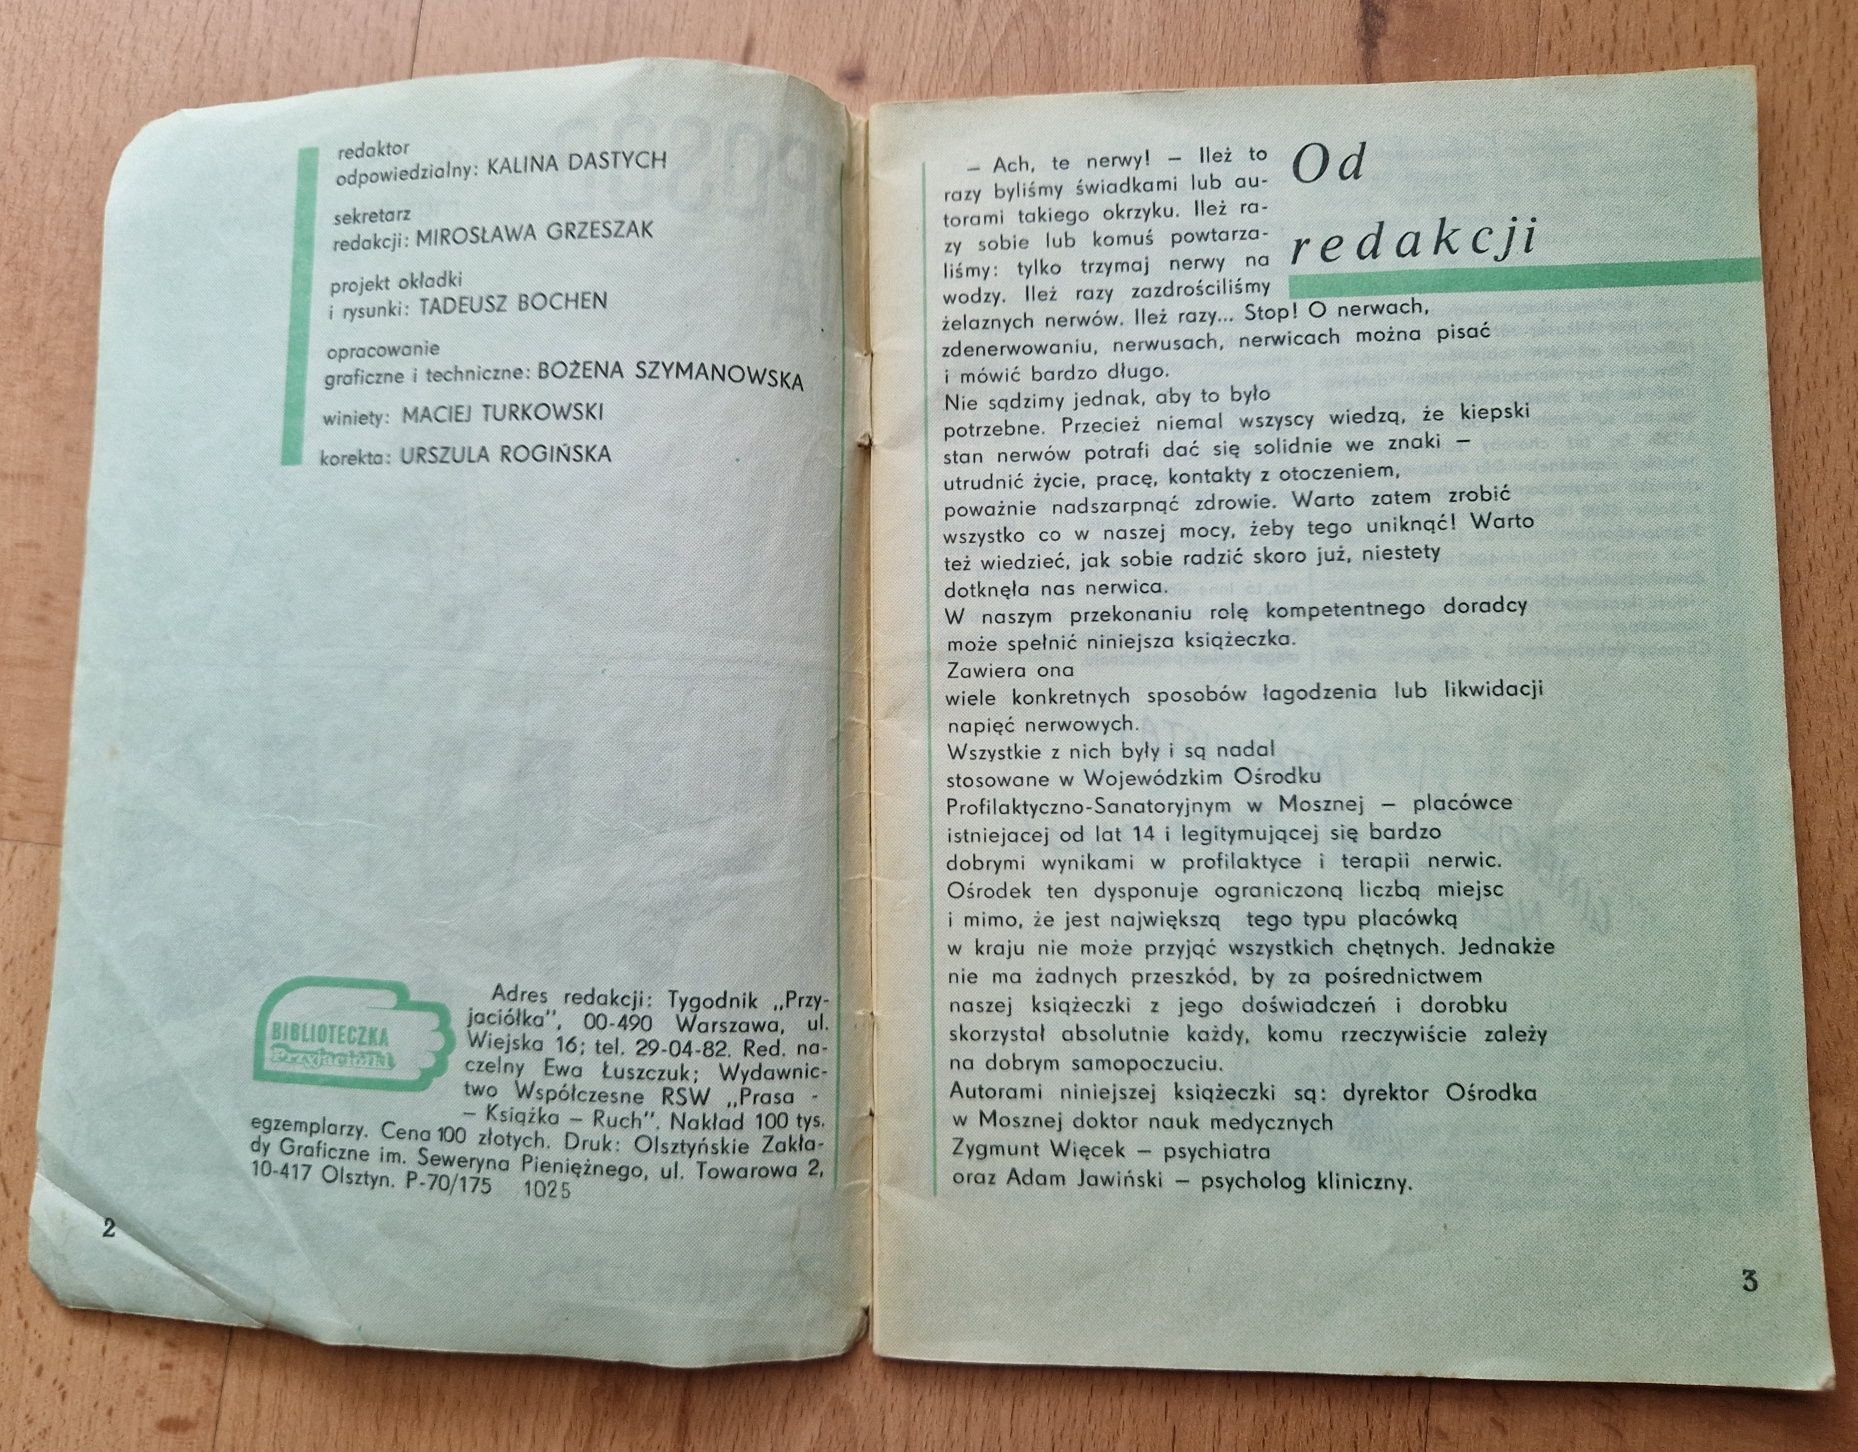 redaktor
odpowiedzialny: KALINA DASTYCH
sekretarz
redakcji: MIROSŁAWA GRZESZAK
projekt okładki
i rysunki: TADEUSZ BOCHEN
opracowanie
graficzne i techniczne: BOŻENA SZYMANOWSKA
winiety: MACIEJ TURKOWSKI
korekta: URSZULA ROGIŃSKA
BIBLIOTECZKA
Przyjaciółki
Adres redakcji: Tygodnik „Przy-
jaciółka”, 00-490 Warszawa, ul.
Wiejska 16; tel. 29-04-82. Red. na-
czelny Ewa Łuszczuk; Wydawnic-
two Współczesne RSW „Prasa -
– Książka – Ruch”. Nakład 100 tys.
egzemplarzy. Cena 100 złotych. Druk: Olsztyńskie Zakła-
dy Graficzne im. Seweryna Pieniężnego, ul. Towarowa 2,
10-417 Olsztyn. P-70/175 1025
2
Od
redakcji
– Ach, te nerwy! – Ileż to
razy byliśmy świadkami lub au-
torami takiego okrzyku. Ileż ra-
zy sobie lub komuś powtarza-
liśmy: tylko trzymaj nerwy na
wodzy. Ileż razy zazdrościliśmy
żelaznych nerwów. Ileż razy... Stop! O nerwach,
zdenerwowaniu, nerwusach, nerwicach można pisać
i mówić bardzo długo.
Nie sądzimy jednak, aby to było
potrzebne. Przecież niemal wszyscy wiedzą, że kiepski
stan nerwów potrafi dać się solidnie we znaki –
utrudnić życie, pracę, kontakty z otoczeniem,
poważnie nadszarpnąć zdrowie. Warto zatem zrobić
wszystko co w naszej mocy, żeby tego uniknąć! Warto
też wiedzieć, jak sobie radzić skoro już, niestety
dotknęła nas nerwica.
W naszym przekonaniu rolę kompetentnego doradcy
może spełnić niniejsza książeczka.
Zawiera ona
wiele konkretnych sposobów łagodzenia lub likwidacji
napięć nerwowych.
Wszystkie z nich były i są nadal
stosowane w Wojewódzkim Ośrodku
Profilaktyczno-Sanatoryjnym w Mosznej – placówce
istniejacej od lat 14 i legitymującej się bardzo
dobrymi wynikami w profilaktyce i terapii nerwic.
Ośrodek ten dysponuje ograniczoną liczbą miejsc
i mimo, że jest największą tego typu placówką
w kraju nie może przyjąć wszystkich chętnych. Jednakże
nie ma żadnych przeszkód, by za pośrednictwem
naszej książeczki z jego doświadczeń i dorobku
skorzystał absolutnie każdy, komu rzeczywiście zależy
na dobrym samopoczuciu.
Autorami niniejszej książeczki są: dyrektor Ośrodka
w Mosznej doktor nauk medycznych
Zygmunt Więcek – psychiatra
oraz Adam Jawiński – psycholog kliniczny.
3